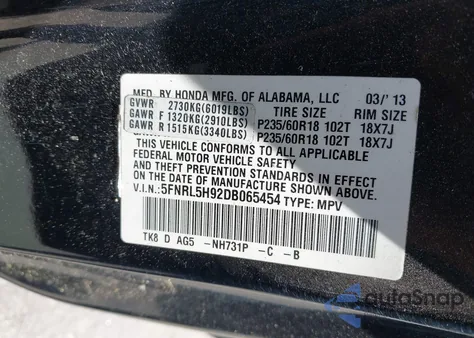 MFD. BY HONDA MFG. OF ALABAMA, LLC 03/'13
GVWR 2730KG(6019LBS) TIRE SIZE RIM SIZE
GAWR F 1320KG(2910LBS) P235/60R18 102T 18X7J
GAWR R 1515KG(3340LBS) P235/60R18 102T 18X7J
THIS VEHICLE CONFORMS TO ALL APPLICABLE
FEDERAL MOTOR VEHICLE SAFETY
AND THEFT PREVENTION STANDARDS IN EFFECT
ON THE DATE OF MANUFACTURE SHOWN ABOVE.
V.I.N: 5FNRL5H92DB065454 TYPE: MPV
TK8 D AG5 -NH731P -C -B
autoSnap